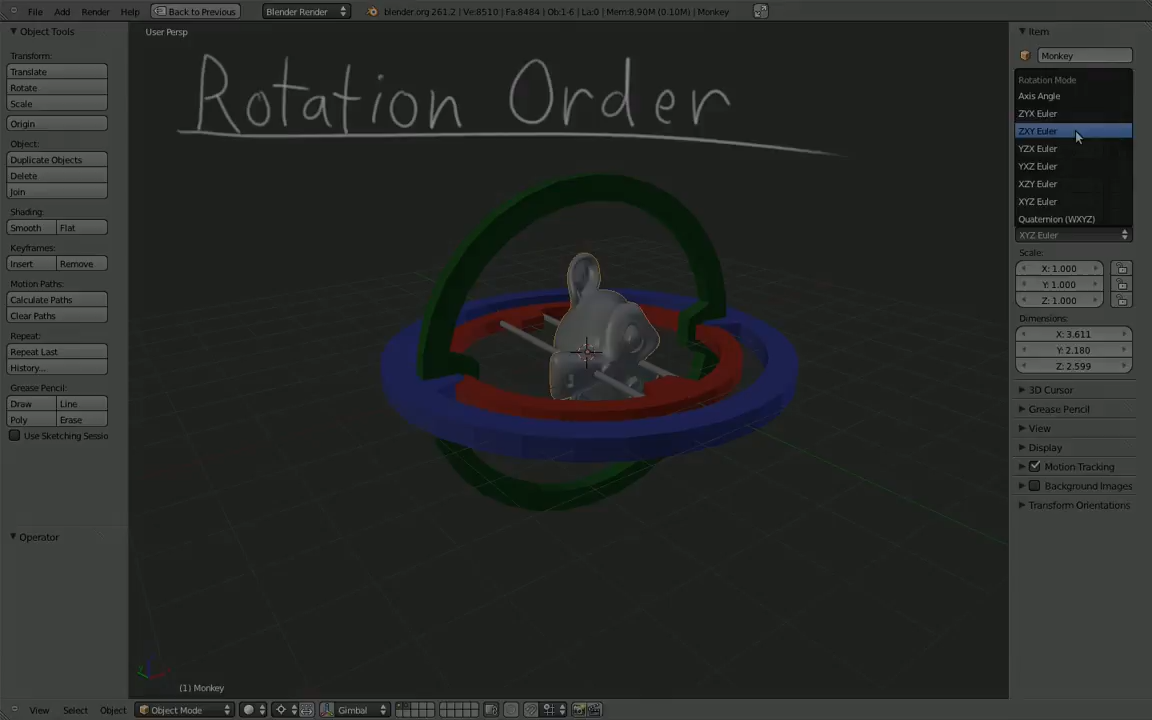 File Add Render Help Back to Previous Blender Render blender.org 261.2 | Ve:8510 | Fa:8484 | Ob:1-6 | La:0 | Mem:8.90M (0.10M) | Monkey
Object Tools
Transform:
Translate
Rotate
Scale
Origin
Object:
Duplicate Objects
Delete
Join
Shading:
Smooth Flat
Keyframes:
Insert Remove
Motion Paths:
Calculate Paths
Clear Paths
Repeat:
Repeat Last
History...
Grease Pencil:
Draw Line
Poly Erase
Use Sketching Sessio
Operator
User Persp
Rotation Order
(1) Monkey
Item
Monkey
Rotation Mode
Axis Angle
ZYX Euler
ZXY Euler
YZX Euler
YXZ Euler
XZY Euler
XYZ Euler
Quaternion (WXYZ)
XYZ Euler
Scale:
X: 1.000
Y: 1.000
Z: 1.000
Dimensions:
X: 3.611
Y: 2.180
Z: 2.599
3D Cursor
Grease Pencil
View
Display
Motion Tracking
Background Images
Transform Orientations
View Select Object Object Mode Gimbal